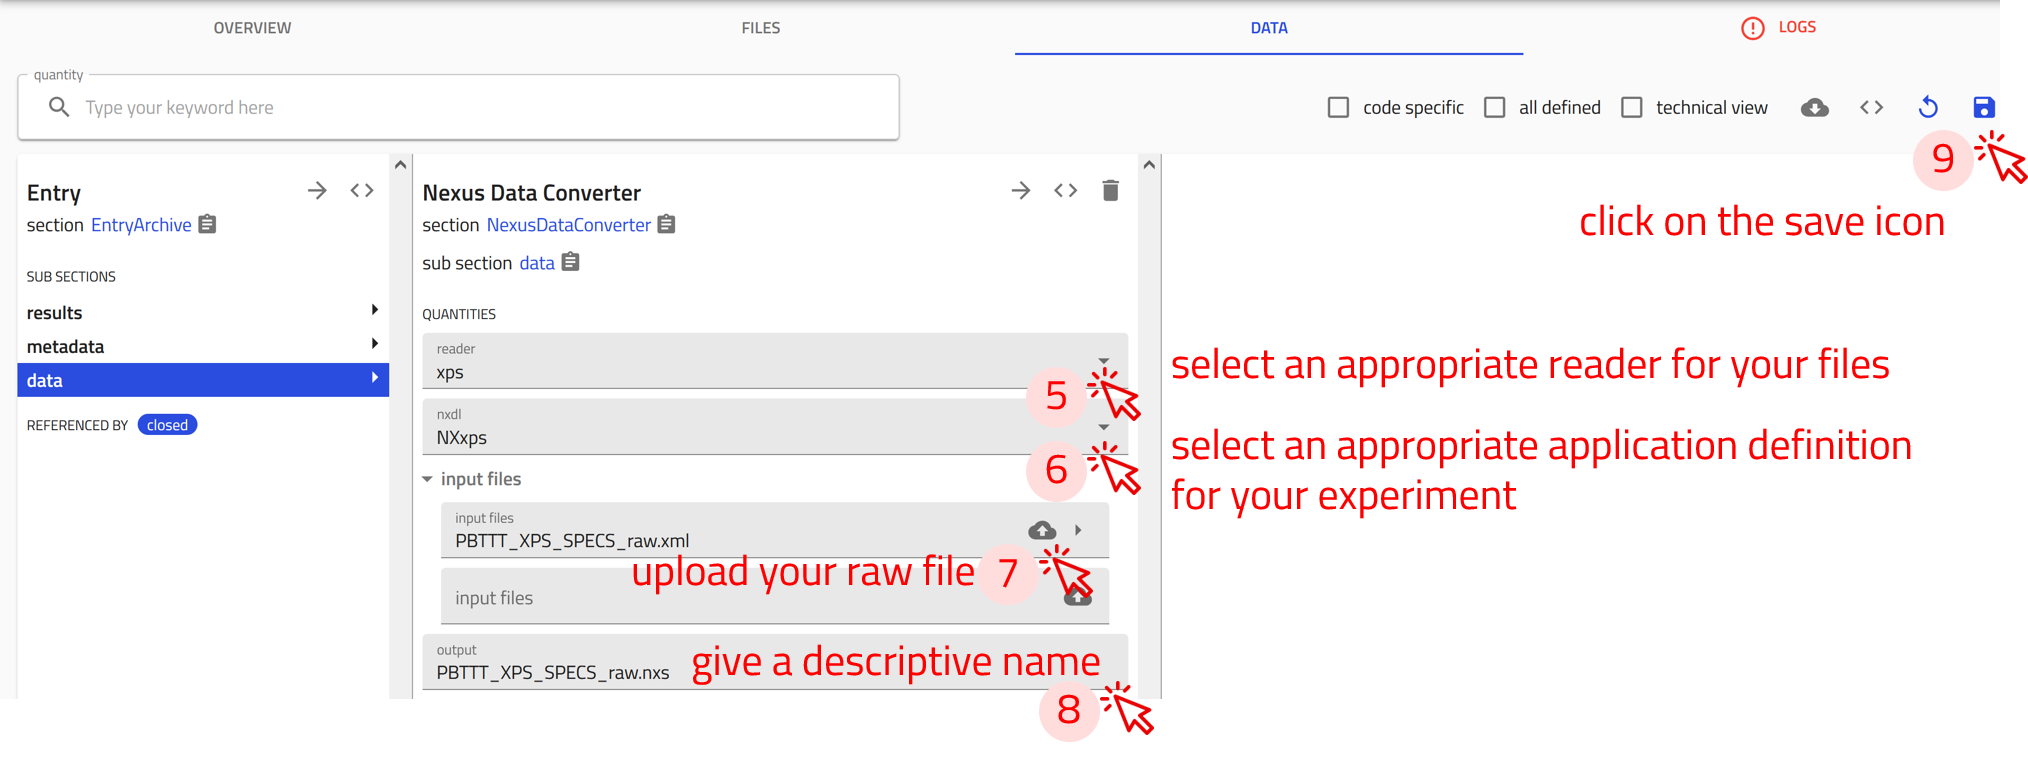 OVERVIEW FILES DATA LOGS
quantity
Type your keyword here
code specific all defined technical view
9
click on the save icon
Entry
section EntryArchive
SUB SECTIONS
results
metadata
data
REFERENCED BY closed
Nexus Data Converter
section NexusDataConverter
sub section data
QUANTITIES
reader
xps
5
select an appropriate reader for your files
nxdl
NXxps
6
select an appropriate application definition
for your experiment
input files
input files
PBTTT_XPS_SPECS_raw.xml
upload your raw file 7
input files
output
PBTTT_XPS_SPECS_raw.nxs
give a descriptive name
8